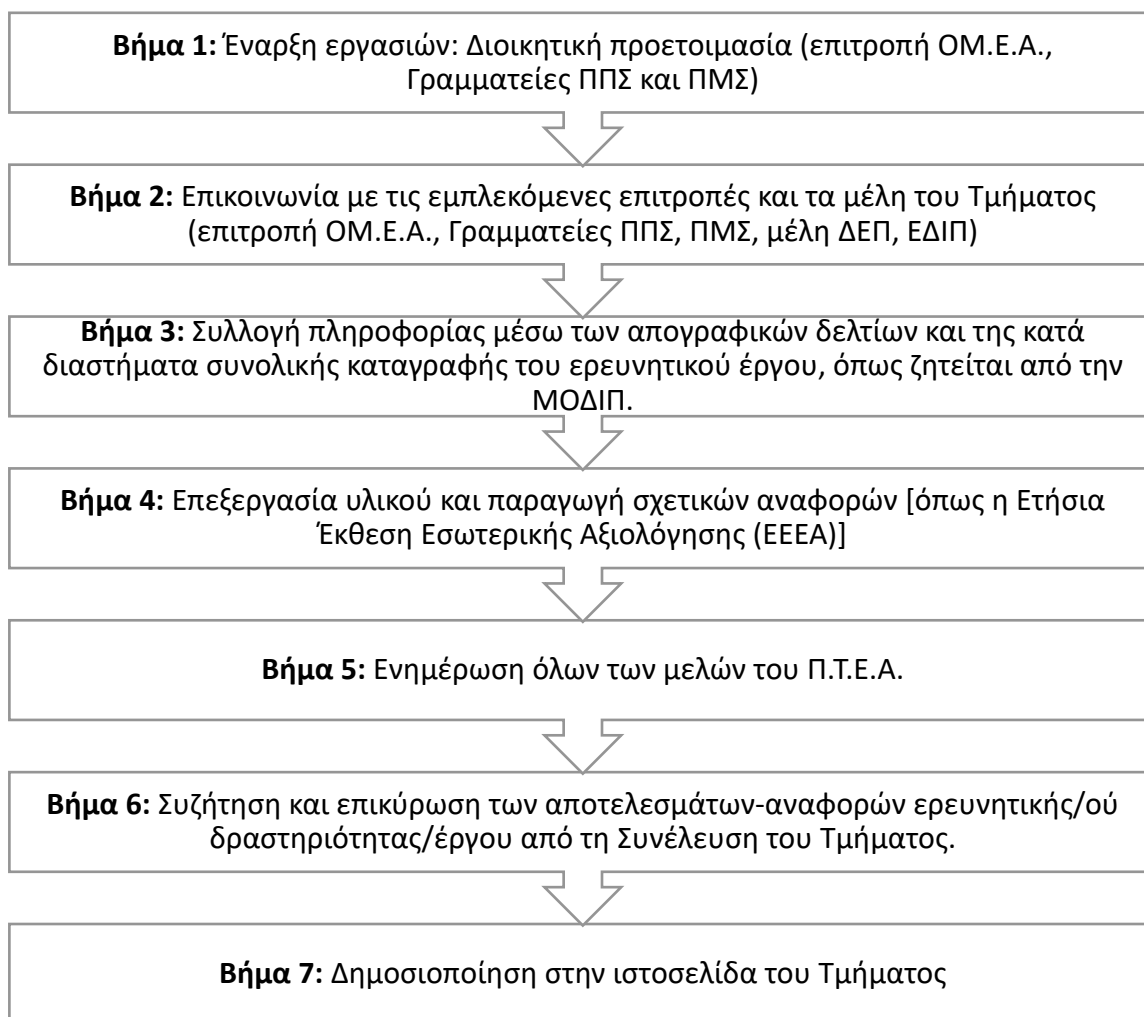 Βήμα 1: Έναρξη εργασιών: Διοικητική προετοιμασία (επιτροπή ΟΜ.Ε.Α.,
Γραμματείες ΠΠΣ και ΠΜΣ)
Βήμα 2: Επικοινωνία με τις εμπλεκόμενες επιτροπές και τα μέλη του Τμήματος
(επιτροπή ΟΜ.Ε.Α., Γραμματείες ΠΠΣ, ΠΜΣ, μέλη ΔΕΠ, ΕΔΙΠ)
Βήμα 3: Συλλογή πληροφορίας μέσω των απογραφικών δελτίων και της κατά
διαστήματα συνολικής καταγραφής του ερευνητικού έργου, όπως ζητείται από την
ΜΟΔΙΠ.
Βήμα 4: Επεξεργασία υλικού και παραγωγή σχετικών αναφορών [όπως η Ετήσια
Έκθεση Εσωτερικής Αξιολόγησης (ΕΕΕΑ)]
Βήμα 5: Ενημέρωση όλων των μελών του Π.Τ.Ε.Α.
Βήμα 6: Συζήτηση και επικύρωση των αποτελεσμάτων-αναφορών ερευνητικής/ού
δραστηριότητας/έργου από τη Συνέλευση του Τμήματος.
Βήμα 7: Δημοσιοποίηση στην ιστοσελίδα του Τμήματος